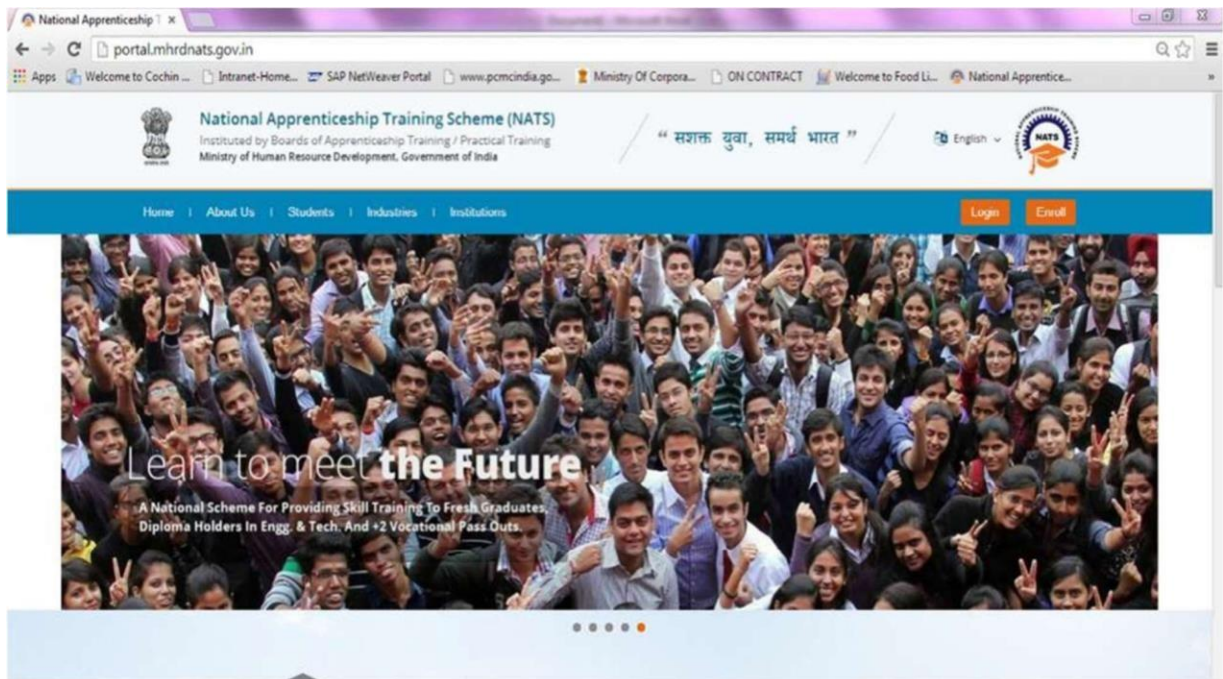 National Apprenticeship T
portal.mhrdnats.gov.in
Apps Welcome to Cochin ... Intranet-Home... SAP NetWeaver Portal www.pcmcindia.go... Ministry Of Corpora... ON CONTRACT Welcome to Food Li... National Apprentice... »
National Apprenticeship Training Scheme (NATS)
Instituted by Boards of Apprenticeship Training / Practical Training
Ministry of Human Resource Development, Government of India
“ सशक्त युवा, समर्थ भारत ”
English
NATS
Home | About Us | Students | Industries | Institutions
Login Enroll
Learn to meet the Future
A National Scheme For Providing Skill Training To Fresh Graduates,
Diploma Holders In Engg. & Tech. And +2 Vocational Pass Outs.